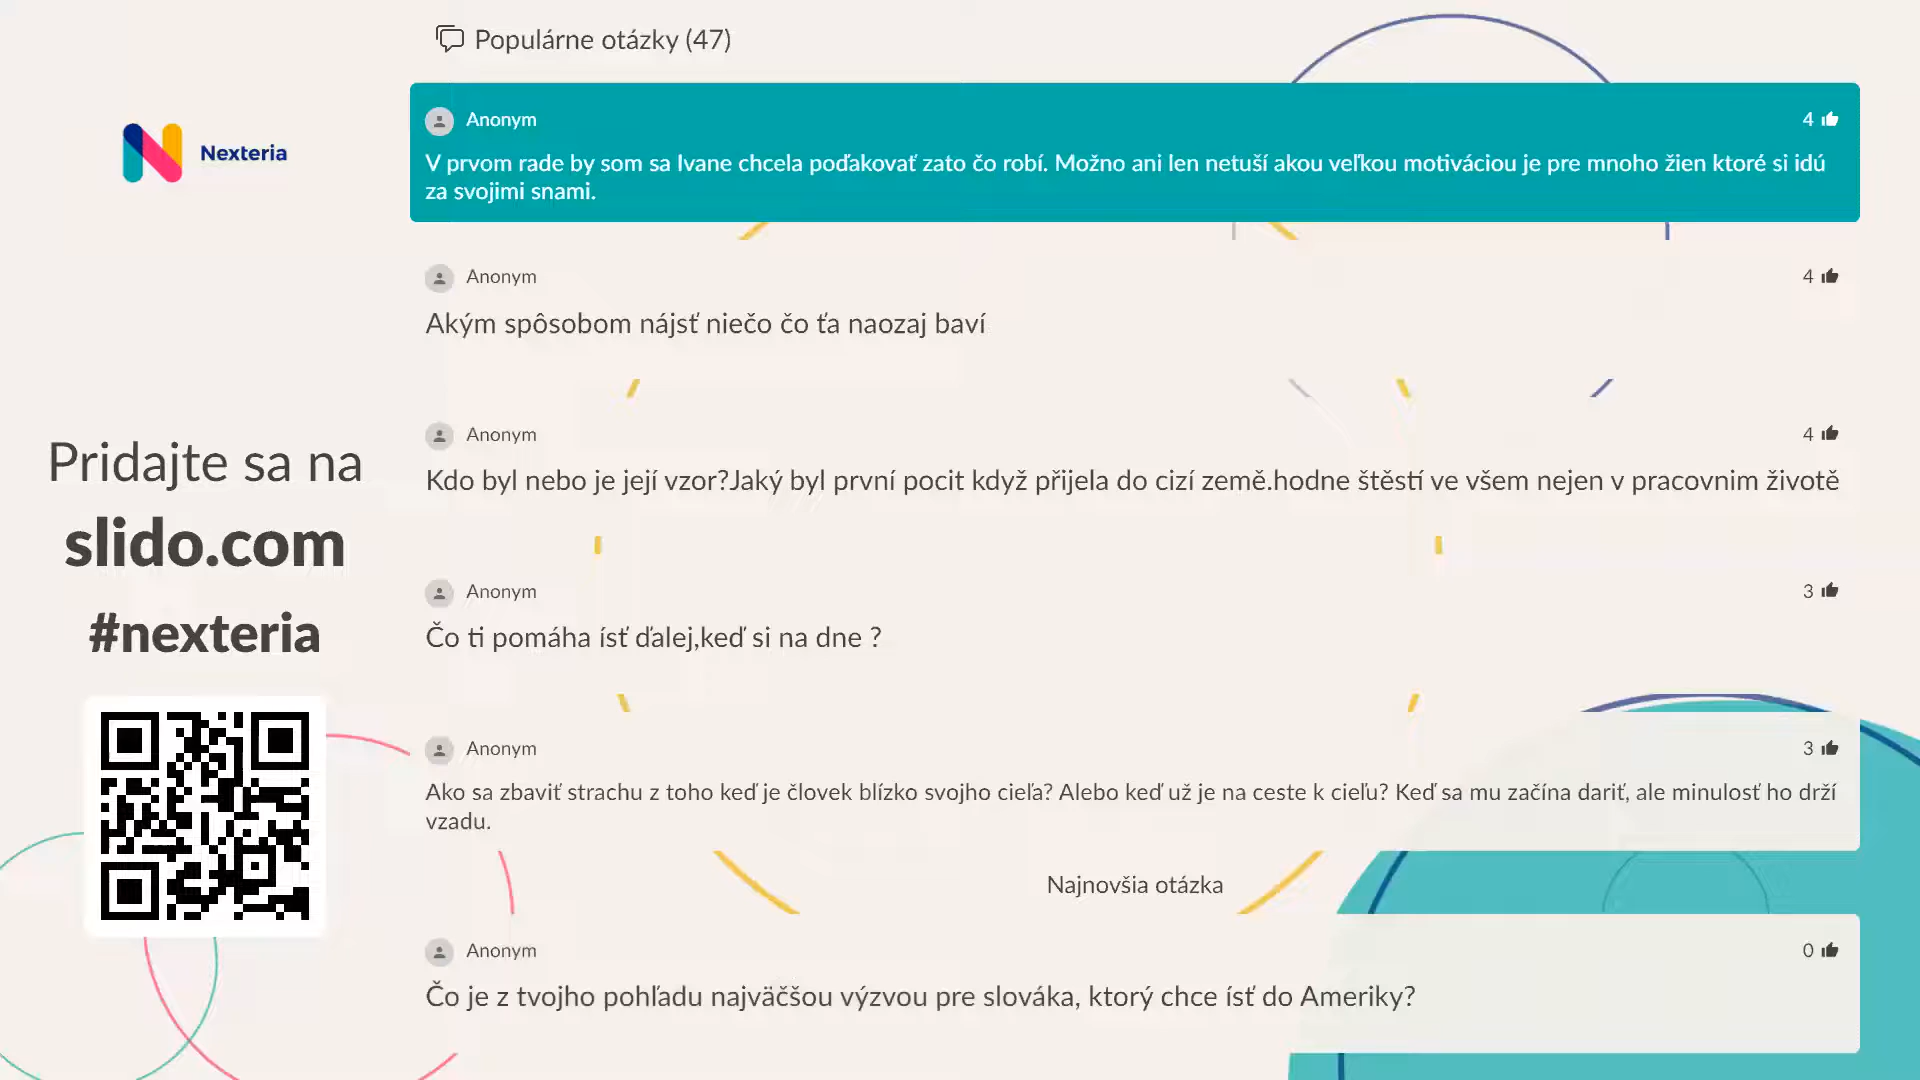 Populárne otázky (47)
Nexteria
Pridajte sa na
slido.com
#nexteria
Anonym
4
V prvom rade by som sa Ivane chcela poďakovať zato čo robí. Možno ani len netuší akou veľkou motiváciou je pre mnoho žien ktoré si idú
za svojimi snami.
Anonym
4
Akým spôsobom nájsť niečo čo ťa naozaj baví
Anonym
4
Kdo byl nebo je její vzor?Jaký byl první pocit když přijela do cizí země.hodne štěstí ve všem nejen v pracovnim životě
Anonym
3
Čo ti pomáha ísť ďalej,keď si na dne ?
Anonym
3
Ako sa zbaviť strachu z toho keď je človek blízko svojho cieľa? Alebo keď už je na ceste k cieľu? Keď sa mu začína dariť, ale minulosť ho drží
vzadu.
Najnovšia otázka
Anonym
0
Čo je z tvojho pohľadu najväčšou výzvou pre slováka, ktorý chce ísť do Ameriky?